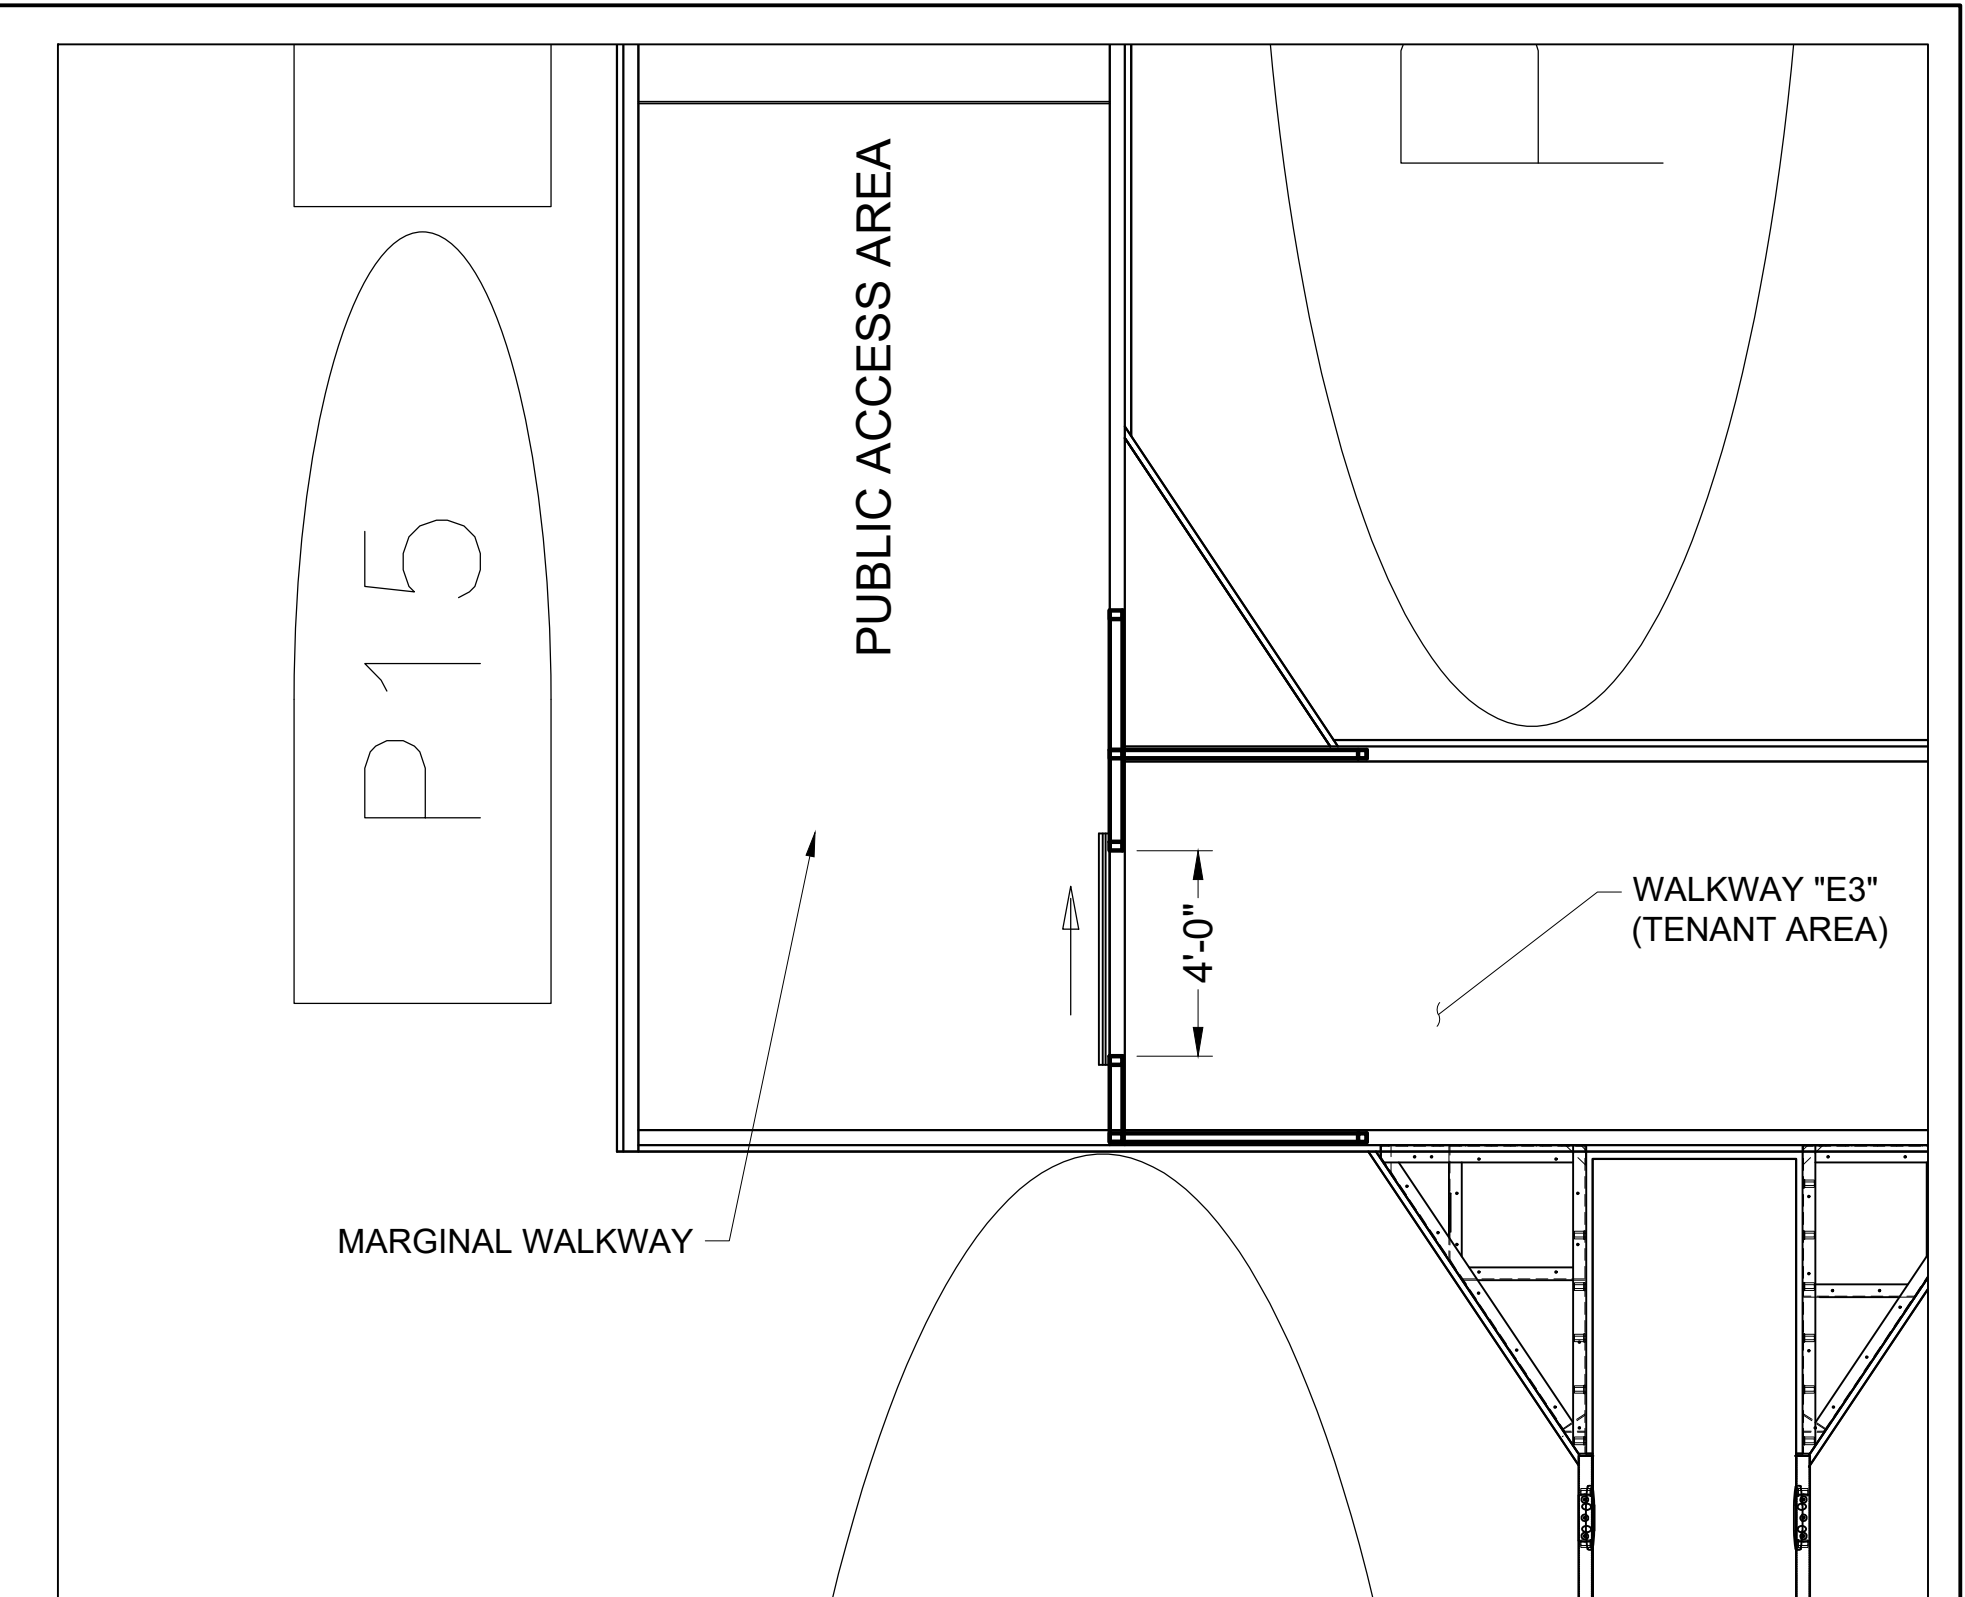 PUBLIC ACCESS AREA
P15
4'-0"
WALKWAY "E3"
(TENANT AREA)
MARGINAL WALKWAY